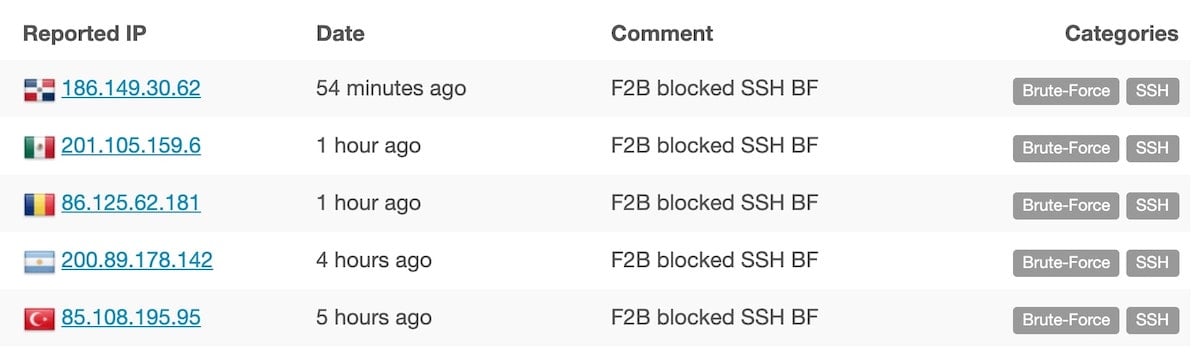 Reported IP Date Comment Categories
186.149.30.62 54 minutes ago F2B blocked SSH BF Brute-Force SSH
201.105.159.6 1 hour ago F2B blocked SSH BF Brute-Force SSH
86.125.62.181 1 hour ago F2B blocked SSH BF Brute-Force SSH
200.89.178.142 4 hours ago F2B blocked SSH BF Brute-Force SSH
85.108.195.95 5 hours ago F2B blocked SSH BF Brute-Force SSH